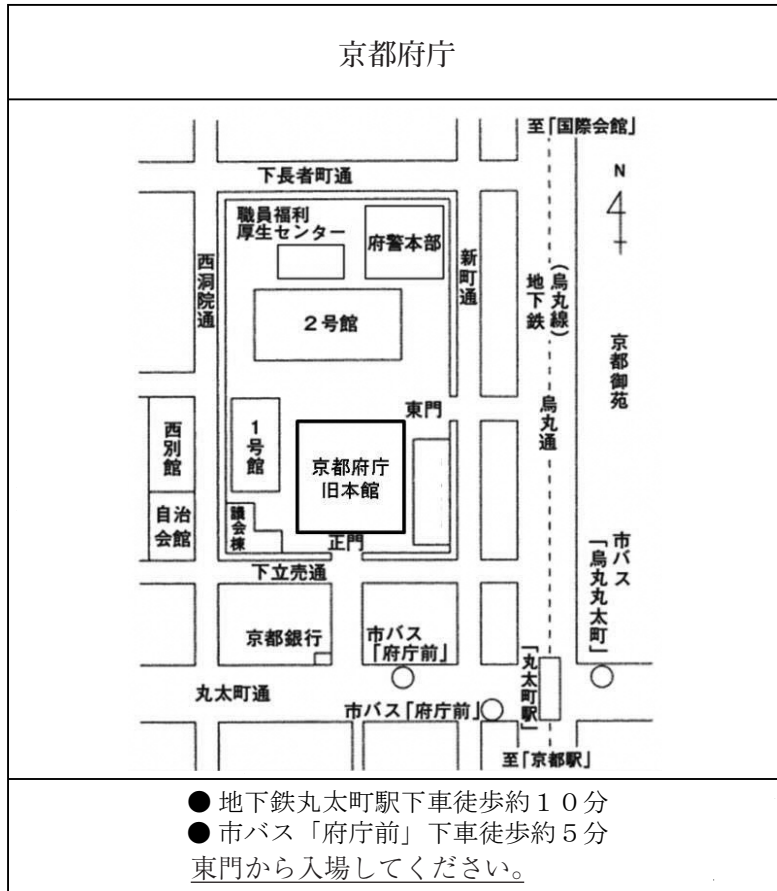 京都府庁
至「国際会館」
N
下長者町通
職員福利
厚生センター
府警本部
西洞院通
新町通
地下鉄
（烏丸線）
２号館
京都御苑
東門
烏丸通
西別館
１号館
京都府庁
旧本館
自治
会館
議会棟
正門
市バス
「烏丸丸太町」
下立売通
京都銀行
市バス
「府庁前」
「丸太町駅」
丸太町通
市バス「府庁前」
至「京都駅」
● 地下鉄丸太町駅下車徒歩約１０分
● 市バス「府庁前」下車徒歩約５分
東門から入場してください。